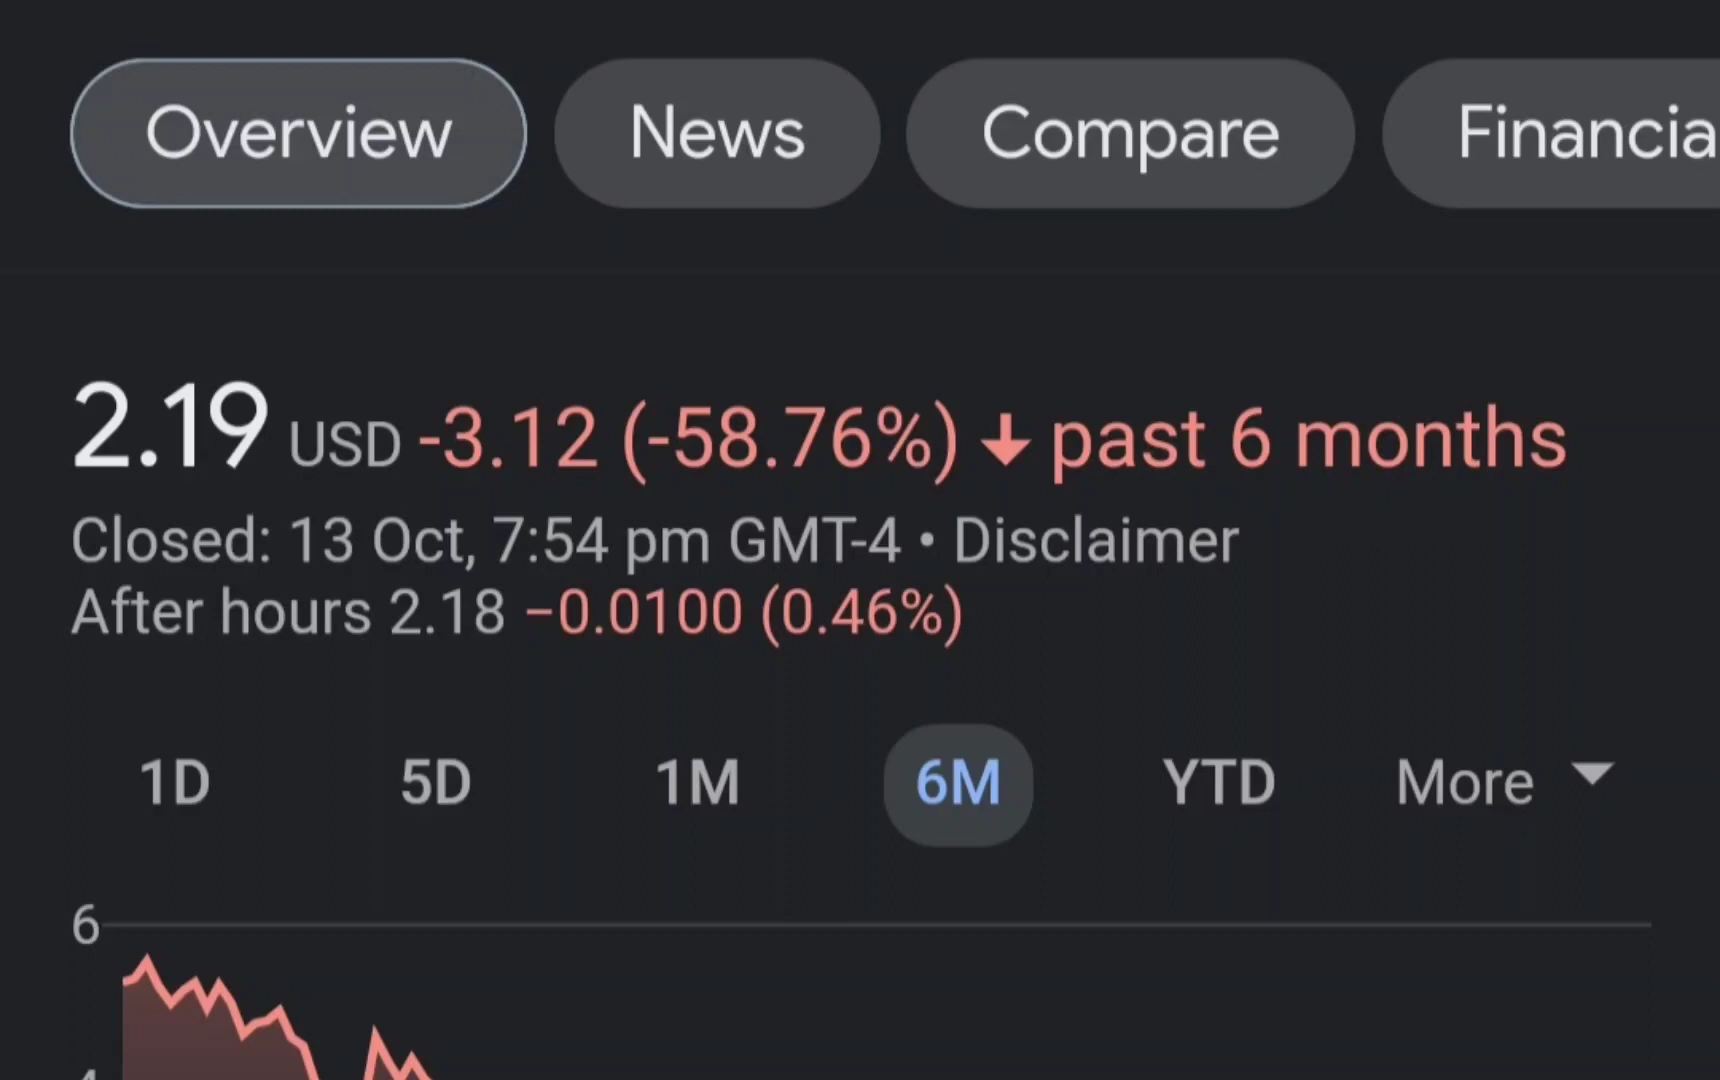 Overview News Compare Financia
2.19 USD -3.12 (-58.76%) ↓ past 6 months
Closed: 13 Oct, 7:54 pm GMT-4 • Disclaimer
After hours 2.18 −0.0100 (0.46%)
1D 5D 1M 6M YTD More
6
4